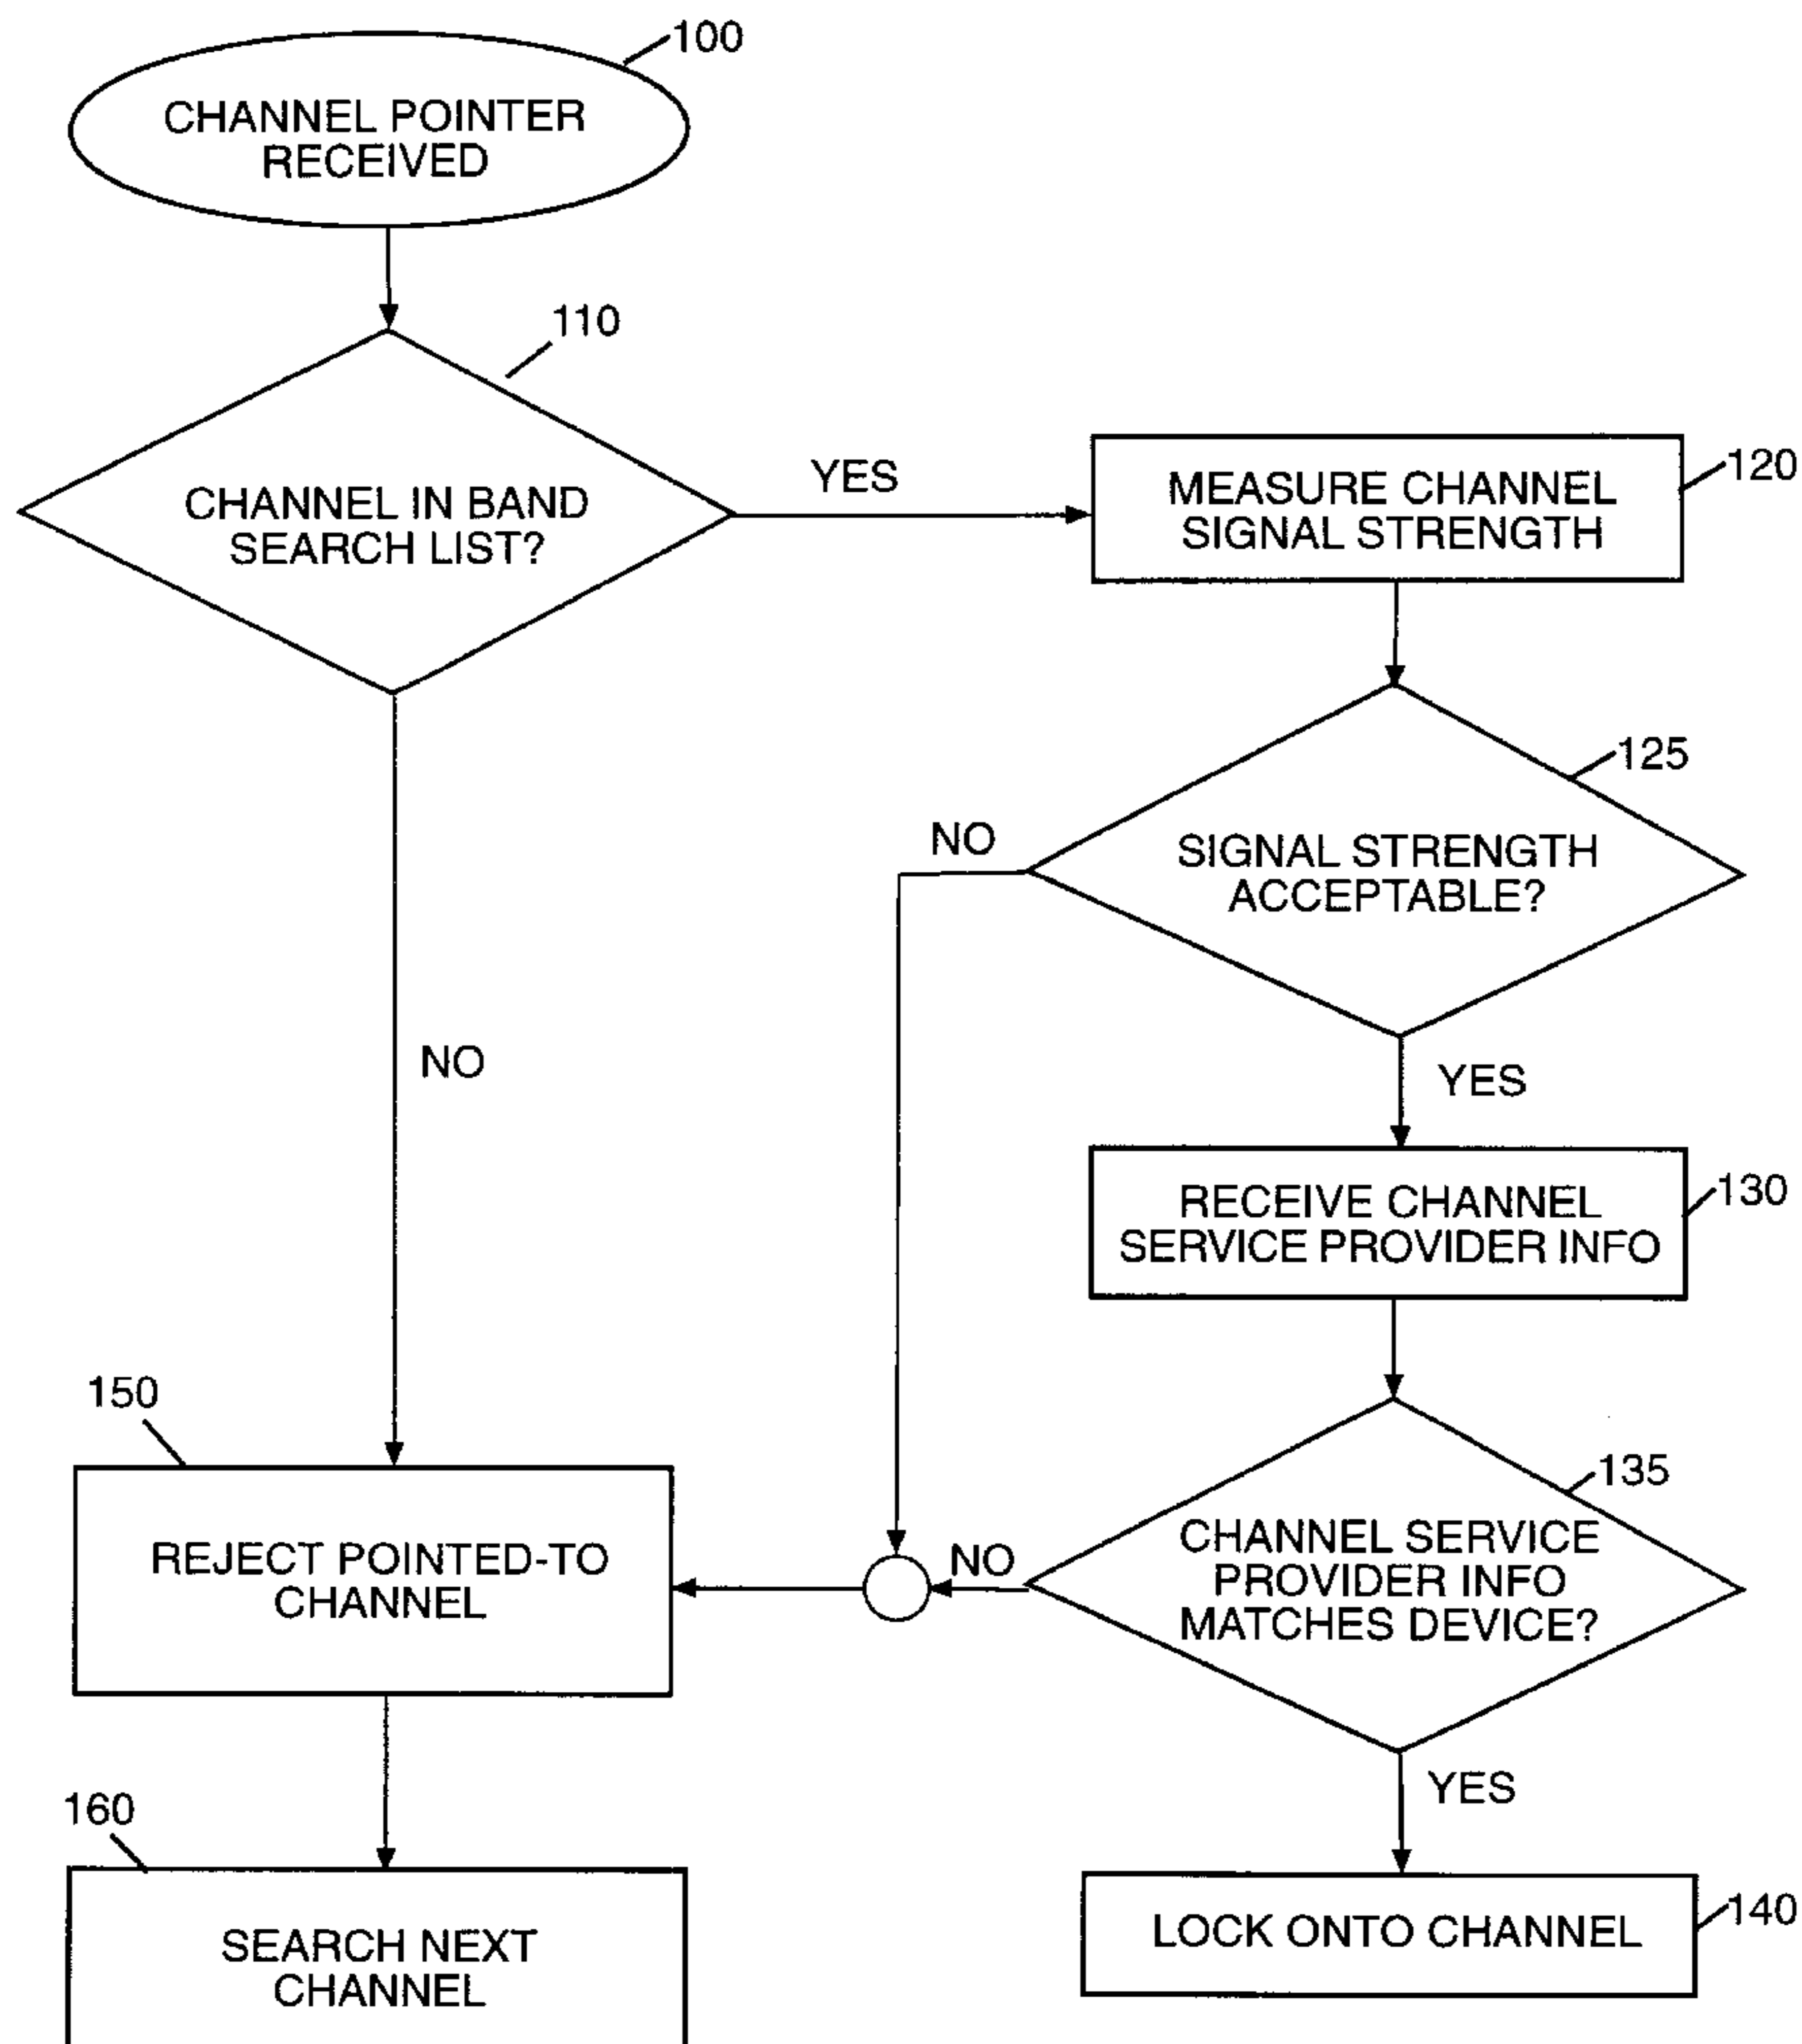 100
CHANNEL POINTER
RECEIVED
110
CHANNEL IN BAND
SEARCH LIST?
YES
MEASURE CHANNEL
SIGNAL STRENGTH
120
125
SIGNAL STRENGTH
ACCEPTABLE?
NO
YES
NO
RECEIVE CHANNEL
SERVICE PROVIDER INFO
130
135
CHANNEL SERVICE
PROVIDER INFO
MATCHES DEVICE?
NO
150
REJECT POINTED-TO
CHANNEL
YES
160
SEARCH NEXT
CHANNEL
LOCK ONTO CHANNEL
140